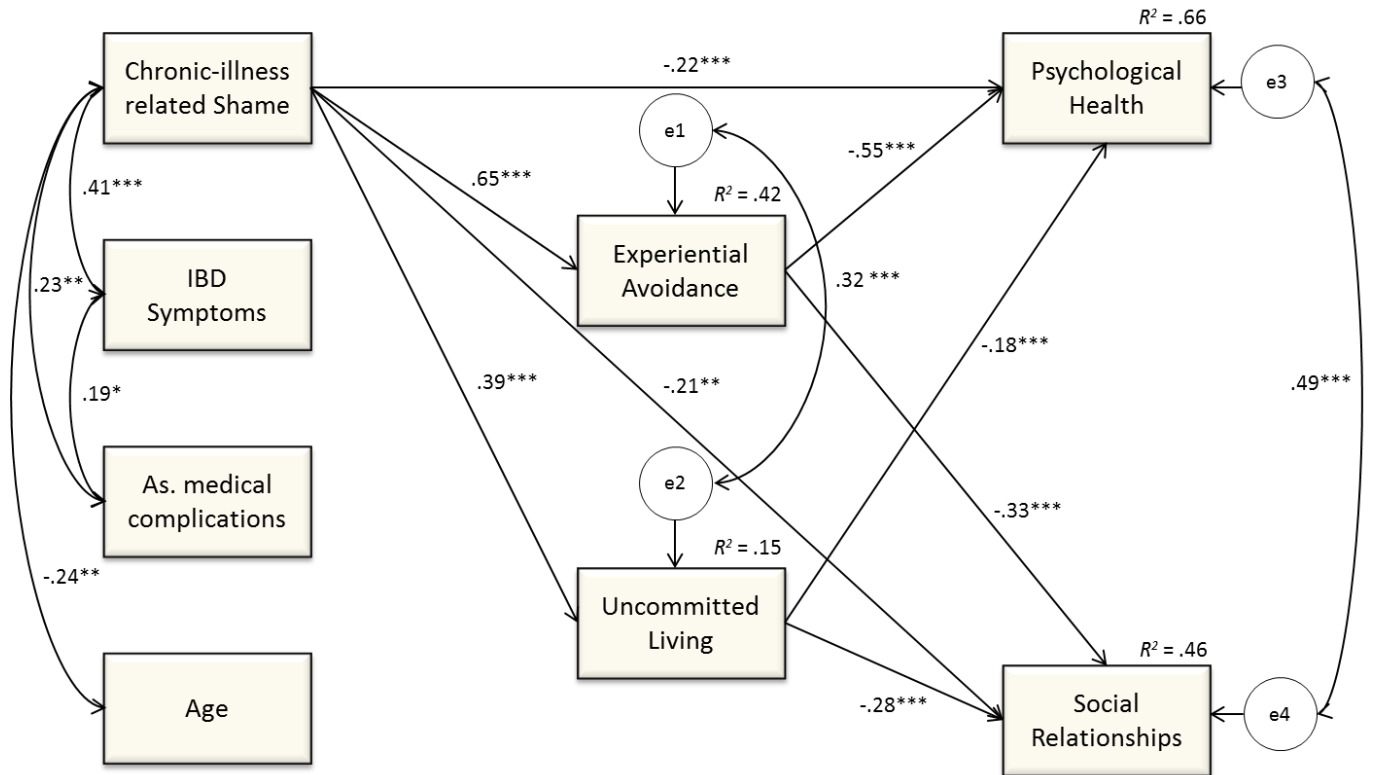 R² = .66
Chronic-illness
related Shame
-.22***
Psychological
Health
e3
e1
-.55***
.41***
.65***
R² = .42
Experiential
Avoidance
IBD
Symptoms
.23**
.32 ***
-.18***
.39***
-.21**
.49***
.19*
As. medical
complications
e2
-.33***
R² = .15
-.24**
Uncommitted
Living
R² = .46
Age
-.28***
Social
Relationships
e4